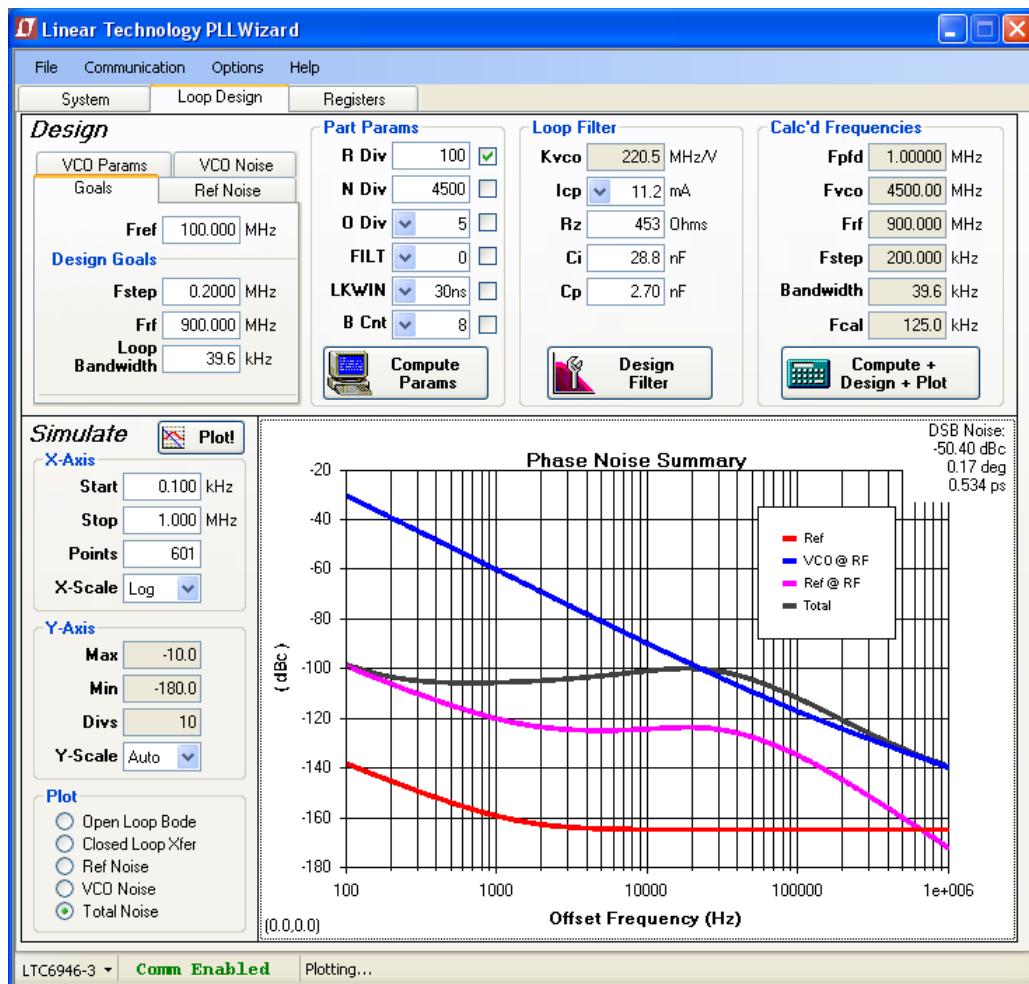 Linear Technology PLLWizard
File Communication Options Help
System Loop Design Registers
Design
VCO Params VCO Noise
Goals Ref Noise
Fref 100.000 MHz
Design Goals
Fstep 0.2000 MHz
Frf 900.000 MHz
Loop
Bandwidth 39.6 kHz
Part Params
R Div 100
N Div 4500
O Div 5
FILT 0
LKWIN 30ns
B Cnt 8
Compute
Params
Loop Filter
Kvco 220.5 MHz/V
Icp 11.2 mA
Rz 453 Ohms
Ci 28.8 nF
Cp 2.70 nF
Design
Filter
Calc'd Frequencies
Fpfd 1.00000 MHz
Fvco 4500.00 MHz
Frf 900.000 MHz
Fstep 200.000 kHz
Bandwidth 39.6 kHz
Fcal 125.0 kHz
Compute +
Design + Plot
Simulate Plot!
X-Axis
Start 0.100 kHz
Stop 1.000 MHz
Points 601
X-Scale Log
Y-Axis
Max -10.0
Min -180.0
Divs 10
Y-Scale Auto
Plot
Open Loop Bode
Closed Loop Xfer
Ref Noise
VCO Noise
Total Noise
DSB Noise:
-50.40 dBc
0.17 deg
0.534 ps
Phase Noise Summary
-20
-40
-60
-80
-100
-120
-140
-160
-180
( dBc )
Ref
VCO @ RF
Ref @ RF
Total
100 1000 10000 100000 1e+006
Offset Frequency (Hz)
(0.0,0.0)
LTC6946-3 Comm Enabled Plotting...